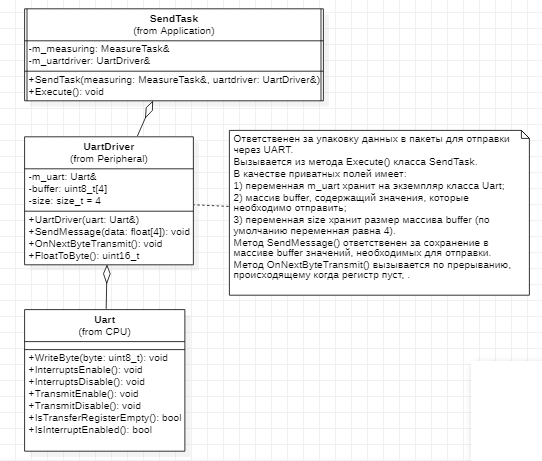 SendTask
(from Application)
-m_measuring: MeasureTask&
-m_uartdriver: UartDriver&
+SendTask(measuring: MeasureTask&, uartdriver: UartDriver&)
+Execute(): void
UartDriver
(from Peripheral)
-m_uart: Uart&
-buffer: uint8_t[4]
-size: size_t = 4
+UartDriver(uart: Uart&)
+SendMessage(data: float[4]): void
+OnNextByteTransmit(): void
+FloatToByte(): uint16_t
Ответственен за упаковку данных в пакеты для отправки
через UART.
Вызывается из метода Execute() класса SendTask.
В качестве приватных полей имеет:
1) переменная m_uart хранит на экземпляр класса Uart;
2) массив buffer, содержащий значения, которые
необходимо отправить;
3) переменная size хранит размер массива buffer (по
умолчанию переменная равна 4).
Метод SendMessage() ответственен за сохранение в
массиве buffer значений, необходимых для отправки.
Метод OnNextByteTransmit() вызывается по прерыванию,
происходящему когда регистр пуст, .
Uart
(from CPU)
+WriteByte(byte: uint8_t): void
+InterruptsEnable(): void
+InterruptsDisable(): void
+TransmitEnable(): void
+TransmitDisable(): void
+IsTransferRegisterEmpty(): bool
+IsInterruptEnabled(): bool